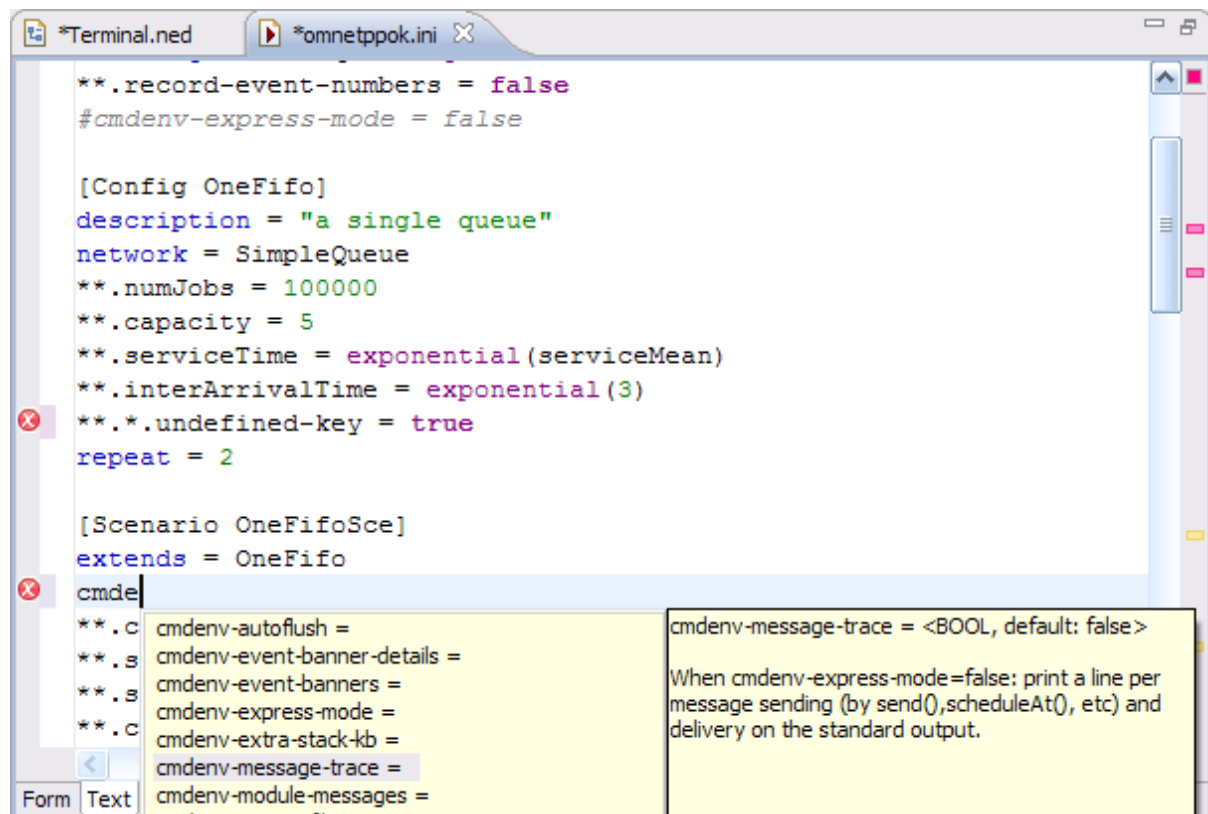 *Terminal.ned
*omnetppok.ini
**.record-event-numbers = false
#cmdenv-express-mode = false
[Config OneFifo]
description = "a single queue"
network = SimpleQueue
**.numJobs = 100000
**.capacity = 5
**.serviceTime = exponential(serviceMean)
**.interArrivalTime = exponential(3)
**.*.undefined-key = true
repeat = 2
[Scenario OneFifoSce]
extends = OneFifo
cmde
**.c
**.s
**.s
**.c
cmdenv-autoflush =
cmdenv-event-banner-details =
cmdenv-event-banners =
cmdenv-express-mode =
cmdenv-extra-stack-kb =
cmdenv-message-trace =
cmdenv-module-messages =
cmdenv-message-trace = <BOOL, default: false>
When cmdenv-express-mode=false: print a line per
message sending (by send(),scheduleAt(), etc) and
delivery on the standard output.
Form Text